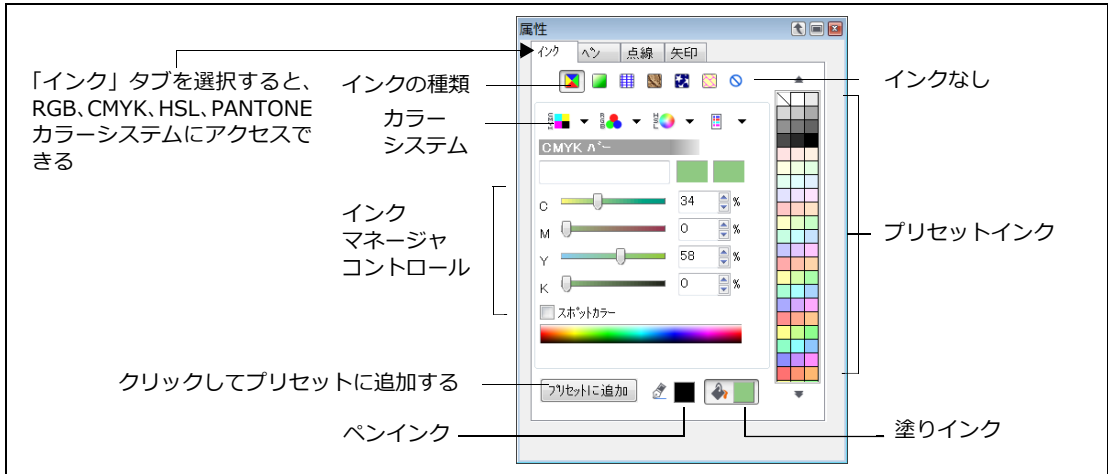 属性
インク ペン 点線 矢印
「インク」タブを選択すると、
RGB、CMYK、HSL、PANTONE
カラーシステムにアクセスで
きる
インクの種類
インクなし
カラー
システム
CMYK バー
インク
マネージャ
コントロール
C 34 %
M 0 %
Y 58 %
K 0 %
プリセットインク
スポットカラー
クリックしてプリセットに追加する
プリセットに追加
ペンインク
塗りインク